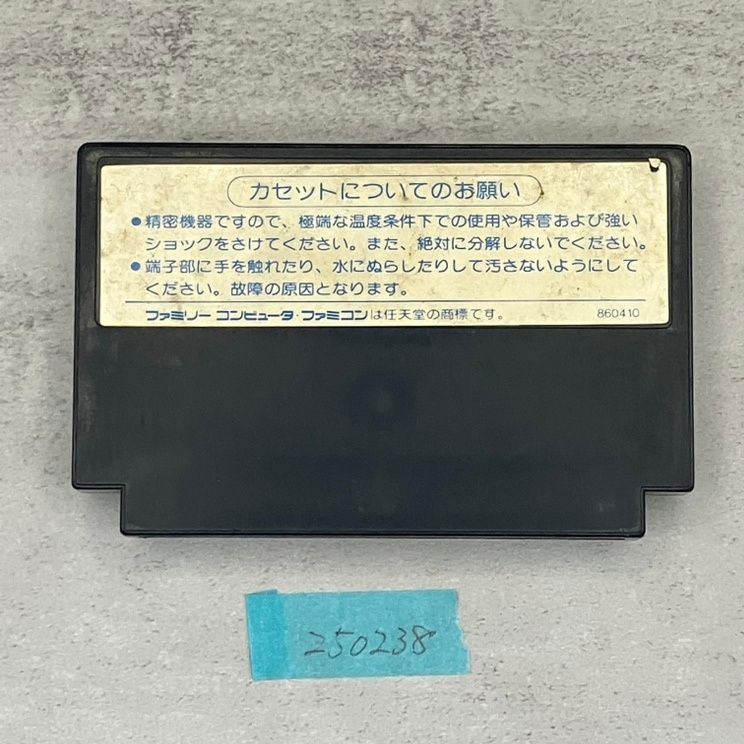 カセットについてのお願い
●精密機器ですので、極端な温度条件下での使用や保管および強い
ショックをさけてください。また、絶対に分解しないでください。
●端子部に手を触れたり、水にぬらしたりして汚さないようにして
ください。故障の原因となります。
ファミリーコンピュータ・ファミコンは任天堂の商標です。 860410
250238